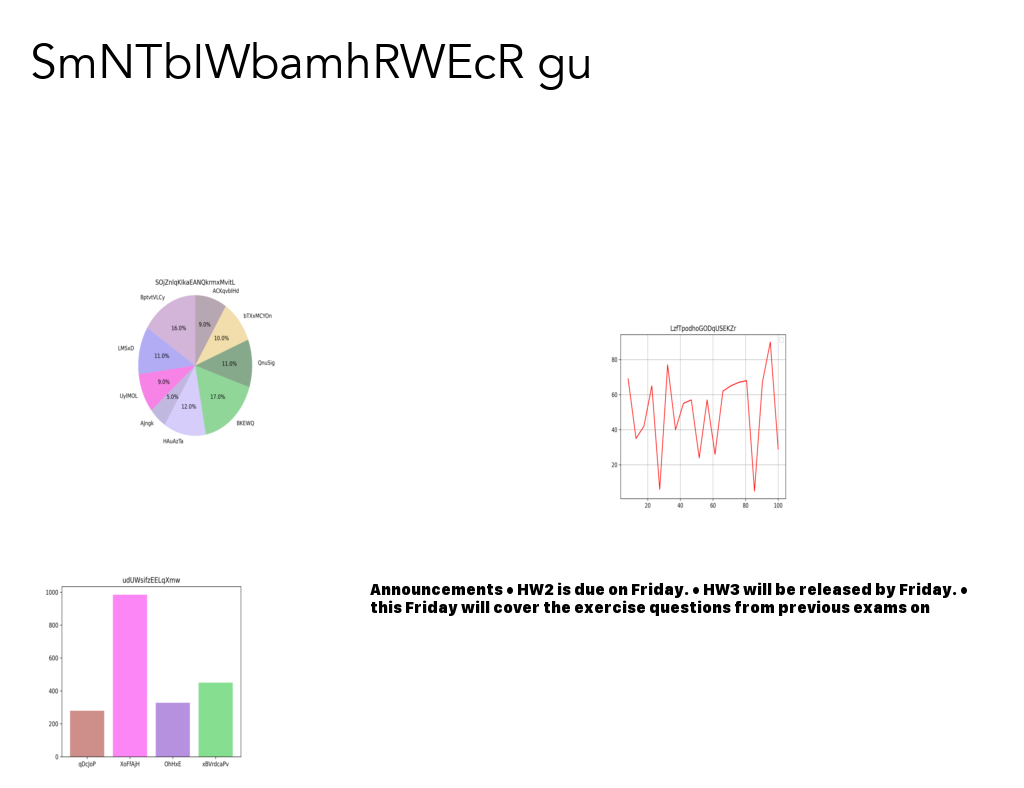 SmNTbIWbamhRWEcR gu
BptvtVLCy
ACKqvbIHd
bTXxMCYOn
16.0%
9.0%
10.0%
LMSxD
11.0%
11.0%
QnuSig
9.0%
UyIMOL
5.0%
17.0%
12.0%
AJngk
BKEWQ
HAuAzTa
LzfTpodhoGODqUSEKZr
80
60
40
20
20 40 60 80 100
udUWsifzEELqXmw
1000
800
600
400
200
0
qDcJoP XoFfAjH OhHxE xBVrdcaPv
Announcements • HW2 is due on Friday. • HW3 will be released by Friday. •
this Friday will cover the exercise questions from previous exams on